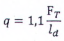 q = 1,1 F_T / l_d